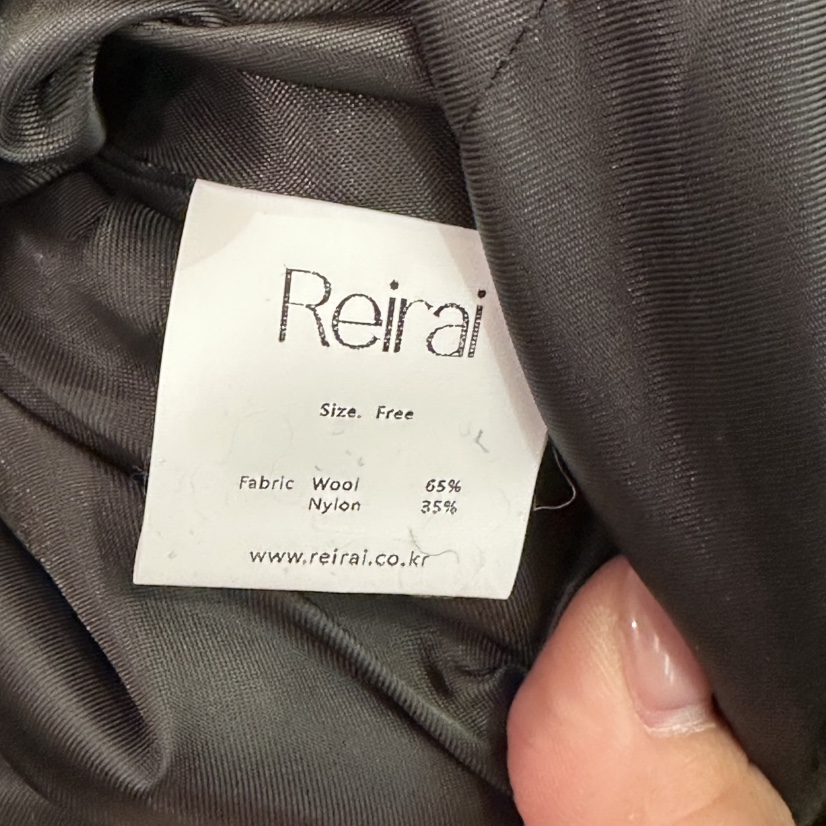 Reirai
Size. Free
Fabric Wool 65%
Nylon 35%
www.reirai.co.kr